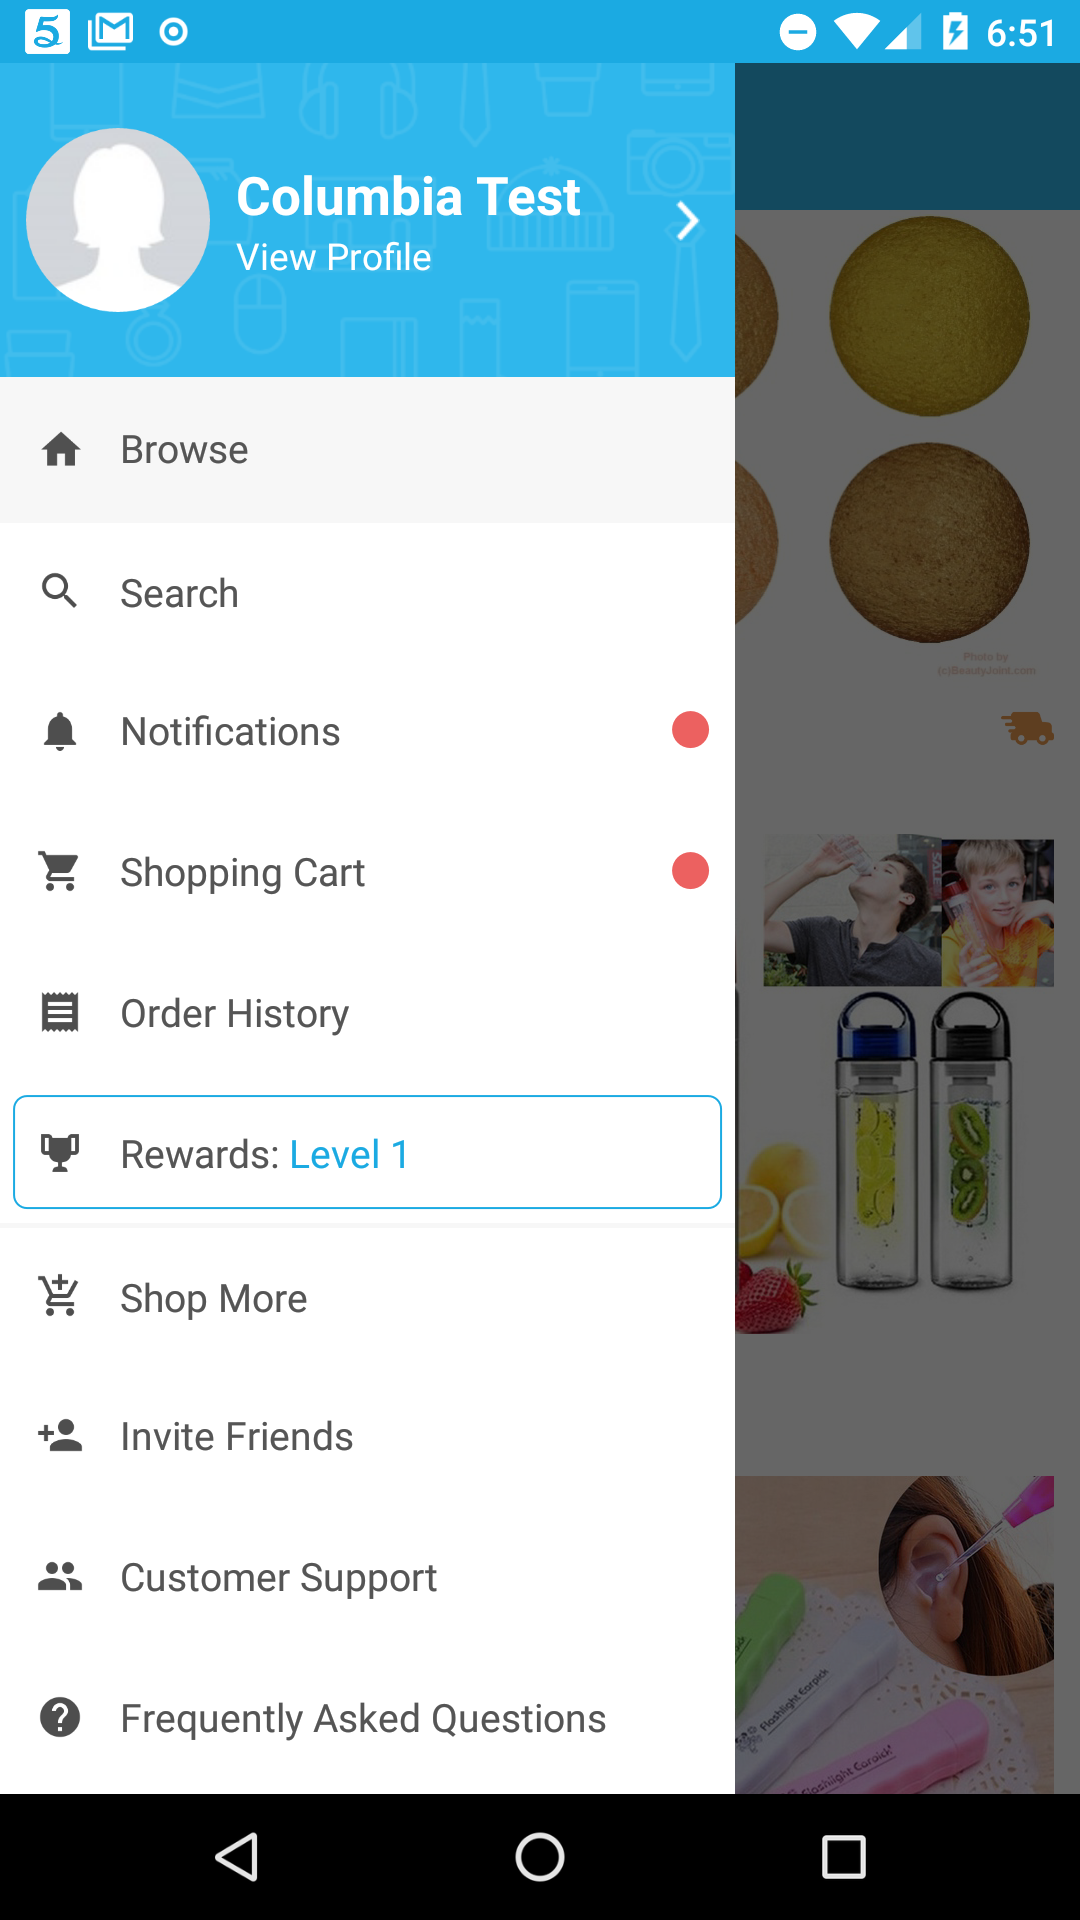 6:51
Columbia Test
View Profile
Browse
Search
Notifications
Shopping Cart
Order History
Rewards: Level 1
Shop More
Invite Friends
Customer Support
Frequently Asked Questions
Photo by
(c)BeautyJoint.com
SALE
Flashlight Earpick
Flashlight Earpick